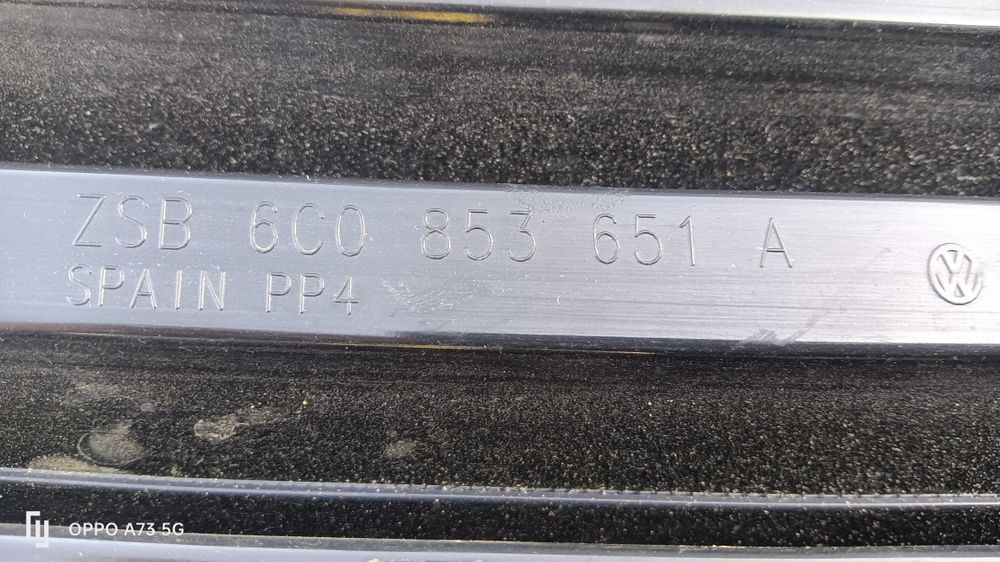 ZSB 6C0 853 651 A
SPAIN PP4
OPPO A73 5G